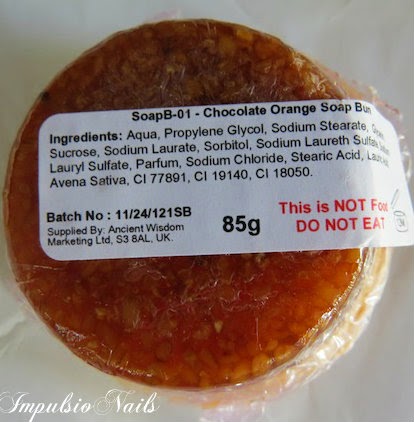 SoapB-01 - Chocolate Orange Soap Bun
Ingredients: Aqua, Propylene Glycol, Sodium Stearate,
Sucrose, Sodium Laurate, Sorbitol, Sodium Laureth Sulfate,
Lauryl Sulfate, Parfum, Sodium Chloride, Stearic Acid,
Avena Sativa, CI 77891, CI 19140, CI 18050.
Batch No : 11/24/121SB
85g
Supplied By: Ancient Wisdom
Marketing Ltd, S3 8AL, UK.
This is NOT
DO NOT EAT
Impulsio Nails